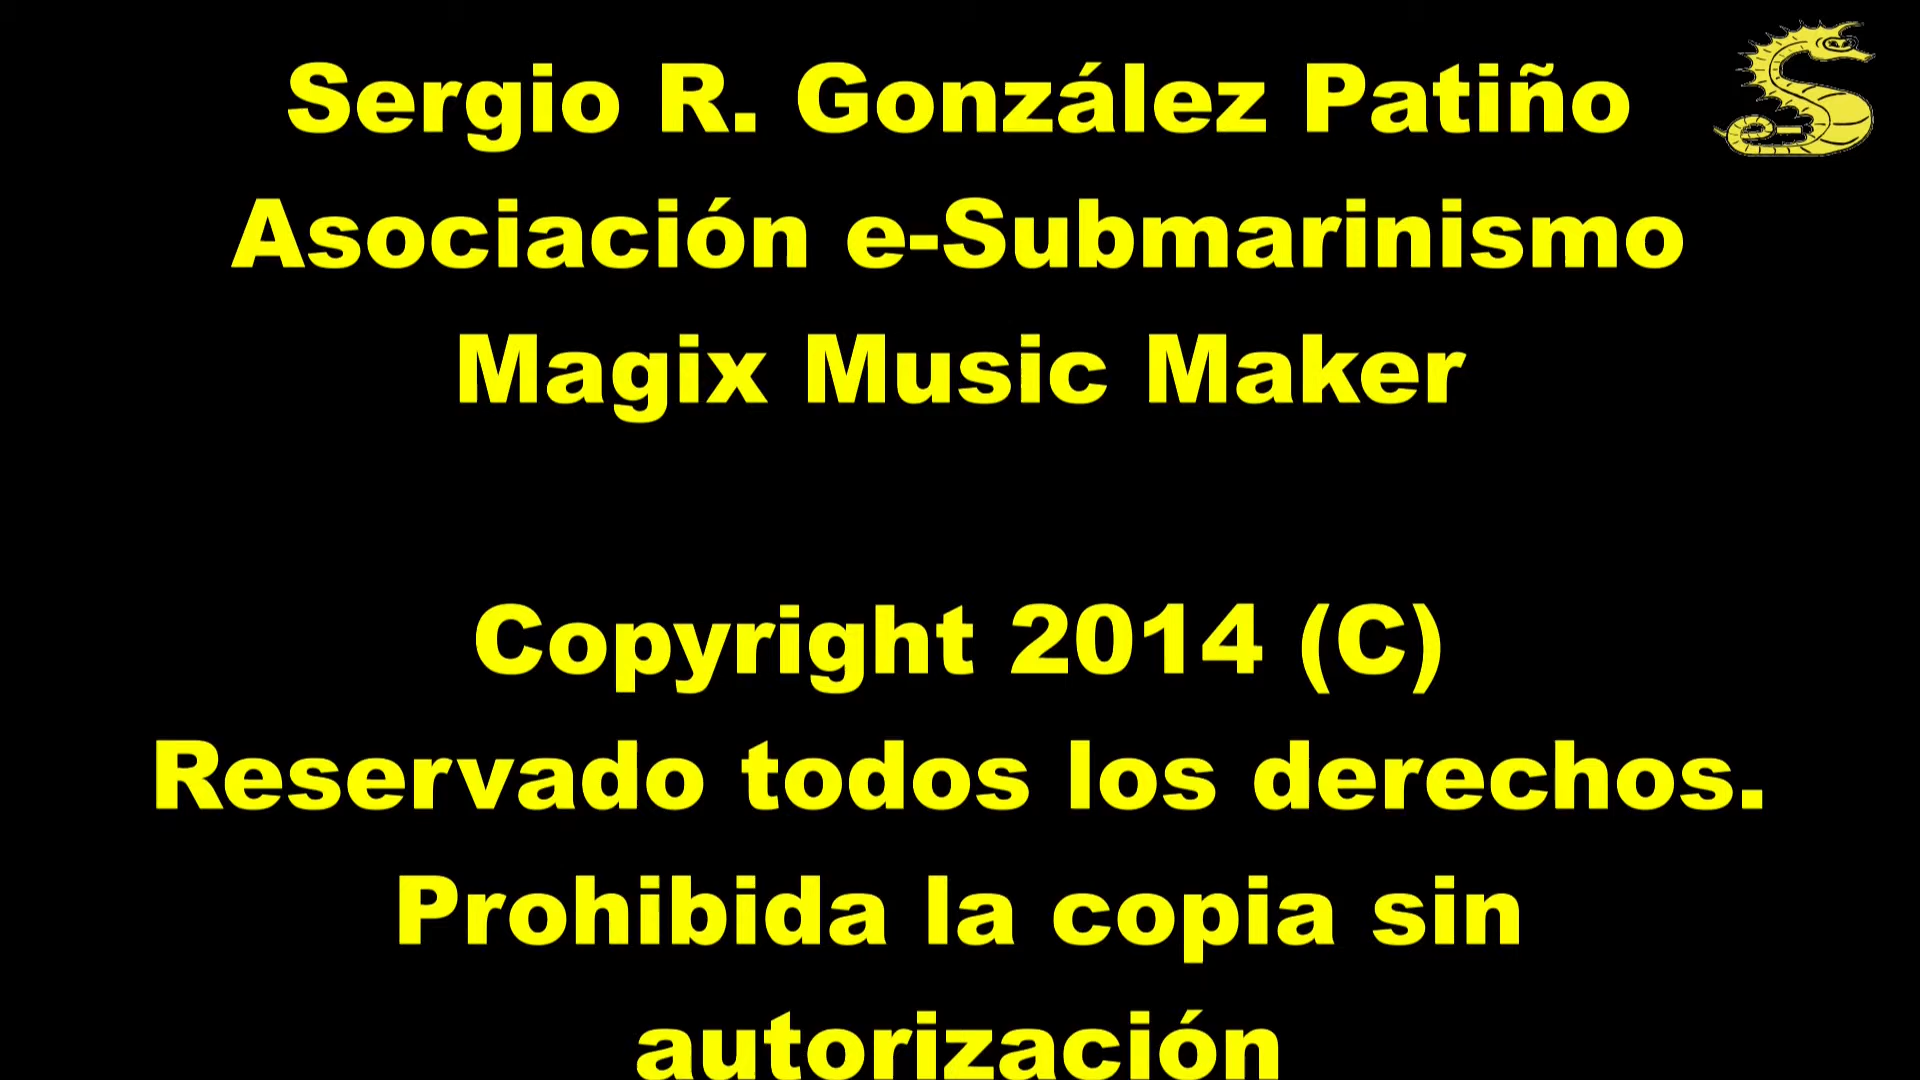 Sergio R. González Patiño
Asociación e-Submarinismo
Magix Music Maker
Copyright 2014 (C)
Reservado todos los derechos.
Prohibida la copia sin
autorización